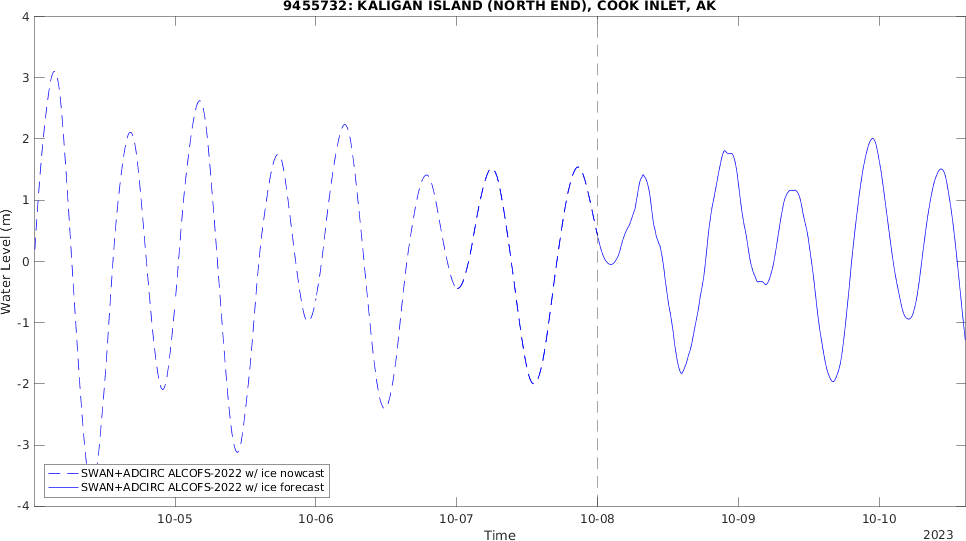 9455732: KALIGAN ISLAND (NORTH END), COOK INLET, AK
4
3
2
1
0
-1
-2
-3
-4
Water Level (m)
SWAN+ADCIRC ALCOFS-2022 w/ ice nowcast
SWAN+ADCIRC ALCOFS-2022 w/ ice forecast
10-05 10-06 10-07 10-08 10-09 10-10
Time
2023